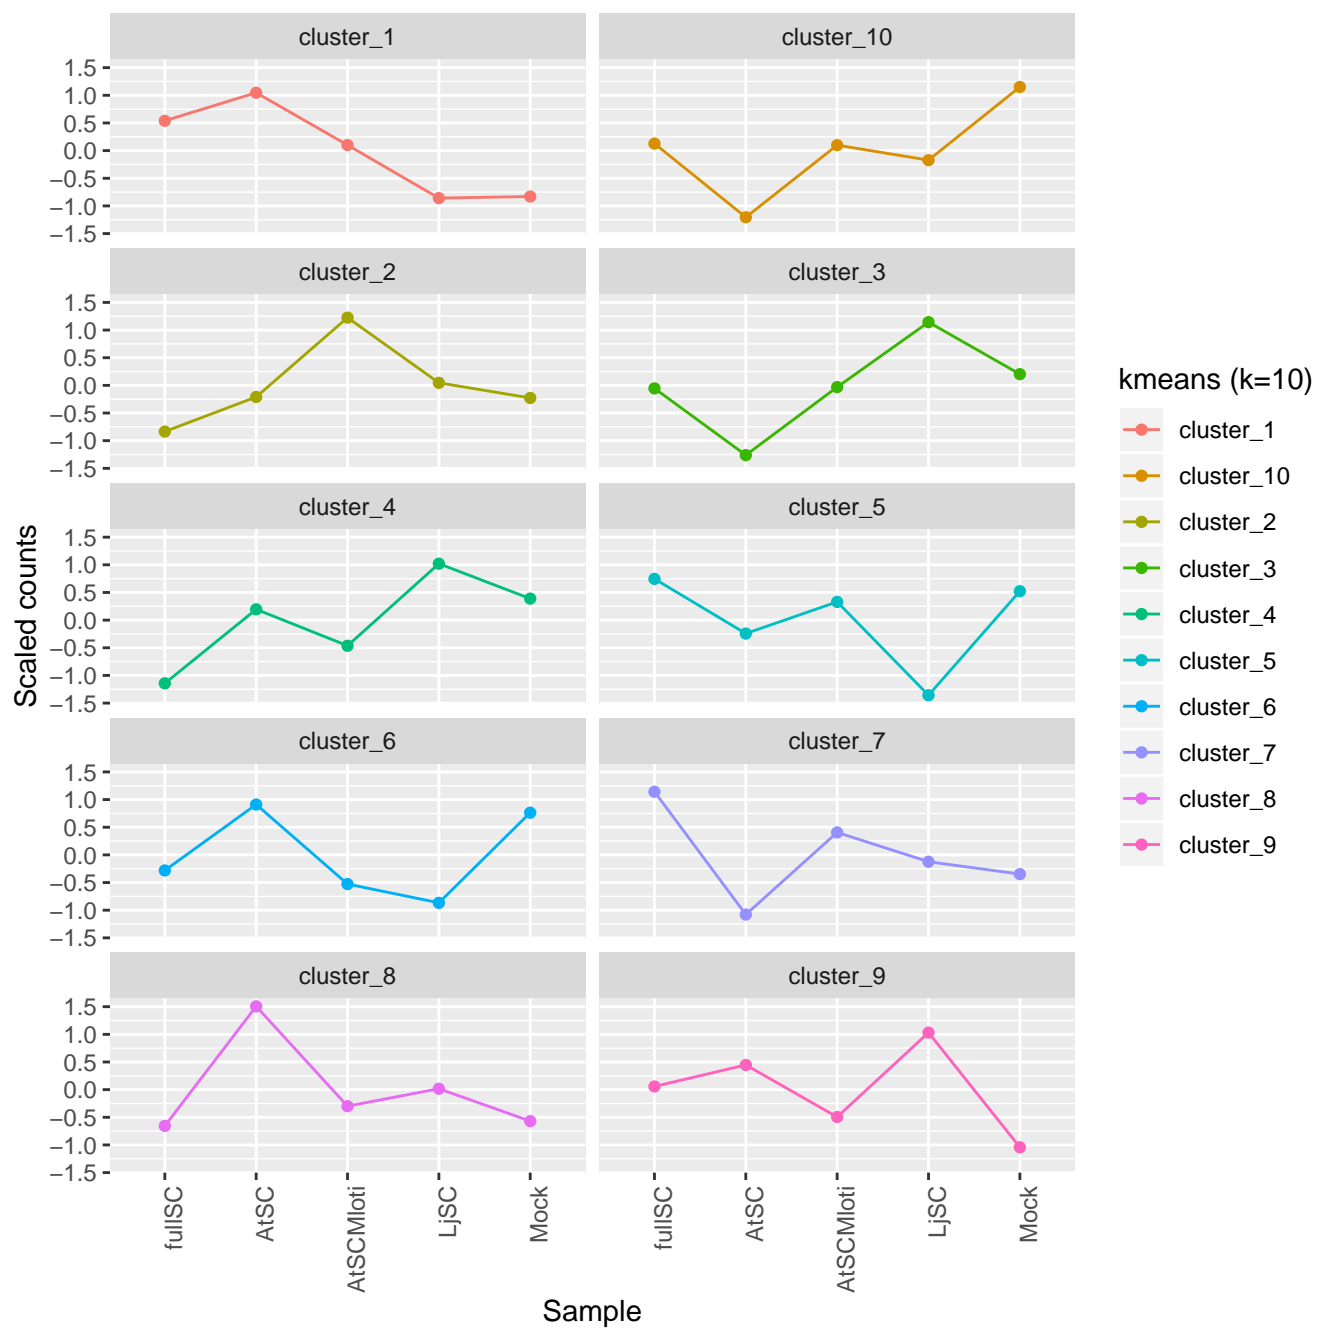 cluster_1
cluster_10
1.5
1.0
0.5
0.0
−0.5
−1.0
−1.5
cluster_2
cluster_3
1.5
1.0
0.5
0.0
−0.5
−1.0
−1.5
cluster_4
cluster_5
1.5
1.0
0.5
0.0
−0.5
−1.0
−1.5
cluster_6
cluster_7
1.5
1.0
0.5
0.0
−0.5
−1.0
−1.5
cluster_8
cluster_9
1.5
1.0
0.5
0.0
−0.5
−1.0
−1.5
Scaled counts
fullSC
AtSC
AtSCMloti
LjSC
Mock
fullSC
AtSC
AtSCMloti
LjSC
Mock
Sample
kmeans (k=10)
cluster_1
cluster_10
cluster_2
cluster_3
cluster_4
cluster_5
cluster_6
cluster_7
cluster_8
cluster_9